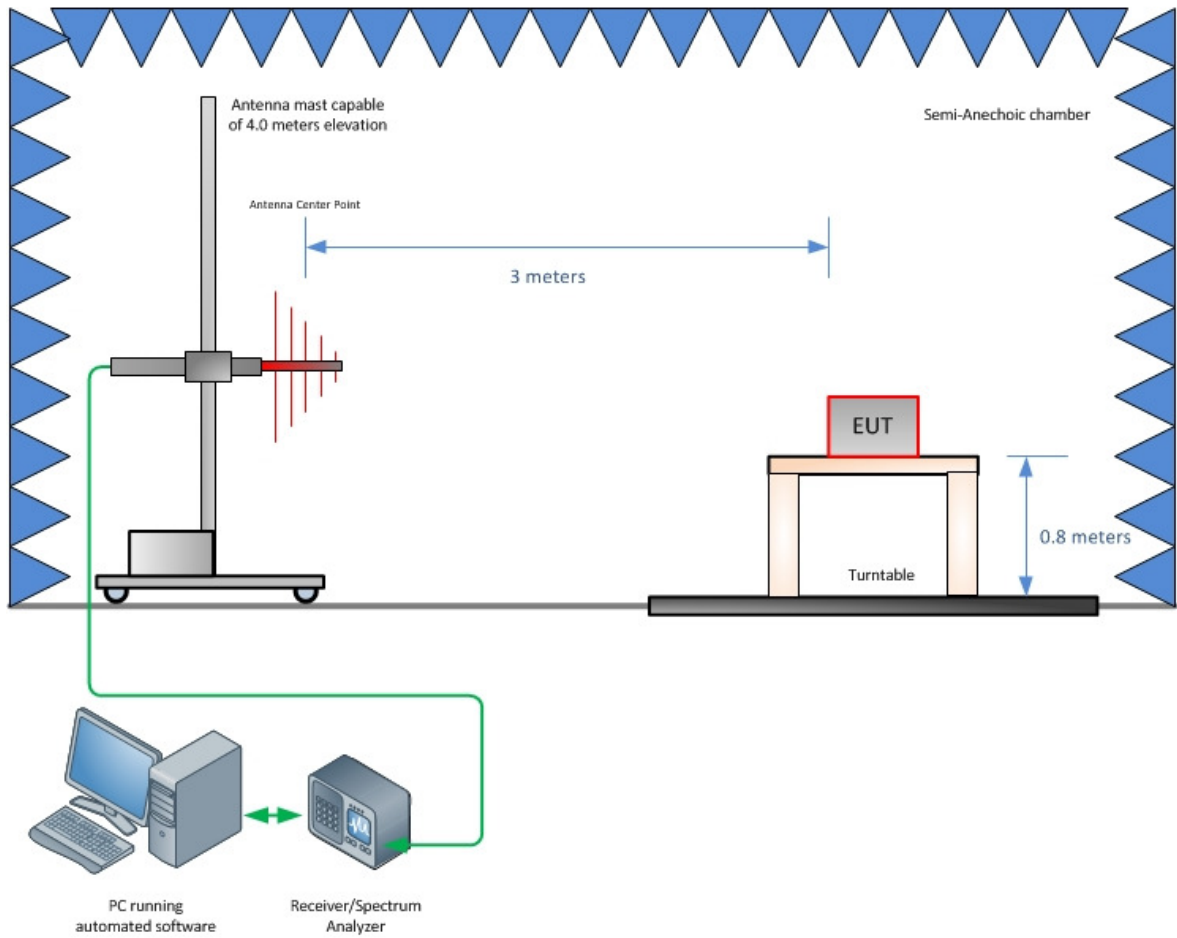 Antenna mast capable
of 4.0 meters elevation
Semi-Anechoic chamber
Antenna Center Point
3 meters
EUT
0.8 meters
Turntable
PC running
automated software
Receiver/Spectrum
Analyzer